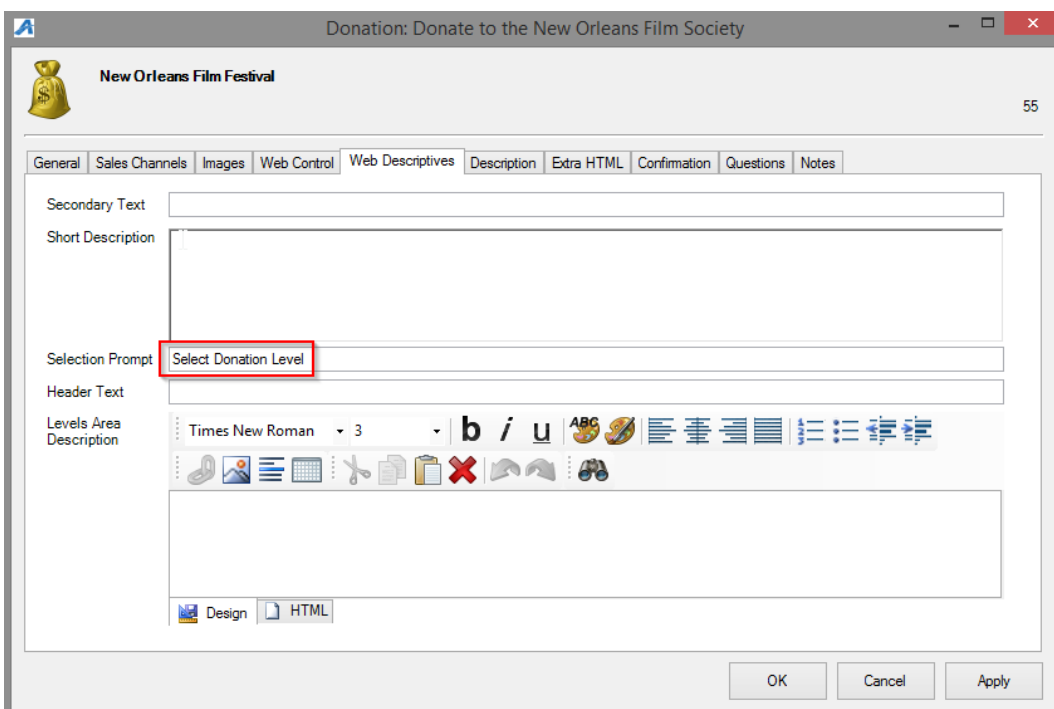 Donation: Donate to the New Orleans Film Society
New Orleans Film Festival
55
General Sales Channels Images Web Control Web Descriptives Description Extra HTML Confirmation Questions Notes
Secondary Text
Short Description
Selection Prompt Select Donation Level
Header Text
Levels Area
Description
Times New Roman 3 b i u ABC
Design HTML
OK Cancel Apply